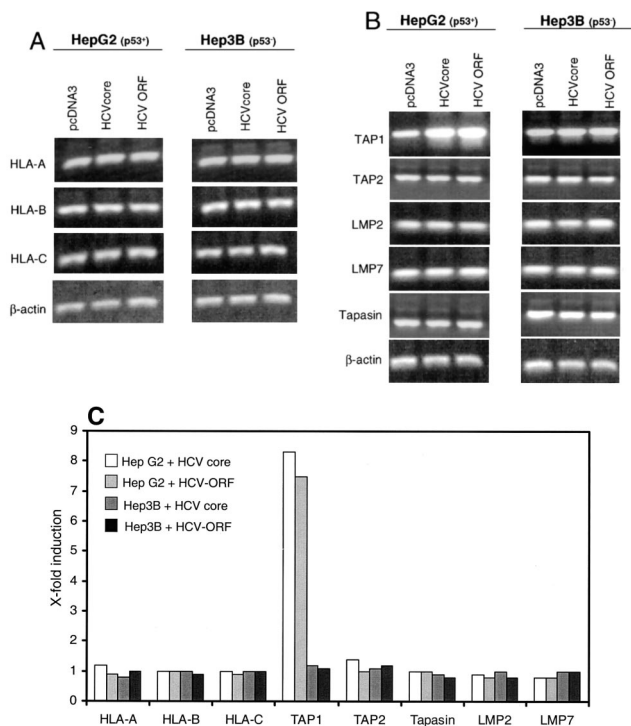 A
HepG2 (p53+)
Hep3B (p53-)
pcDNA3
HCVcore
HCV ORF
pcDNA3
HCVcore
HCV ORF
HLA-A
HLA-B
HLA-C
β-actin
B
HepG2 (p53+)
Hep3B (p53-)
pcDNA3
HCVcore
HCV ORF
pcDNA3
HCVcore
HCV ORF
TAP1
TAP2
LMP2
LMP7
Tapasin
β-actin
C
X-fold induction
9
8
7
6
5
4
3
2
1
0
Hep G2 + HCV core
Hep G2 + HCV-ORF
Hep3B + HCV core
Hep3B + HCV-ORF
HLA-A HLA-B HLA-C TAP1 TAP2 Tapasin LMP2 LMP7